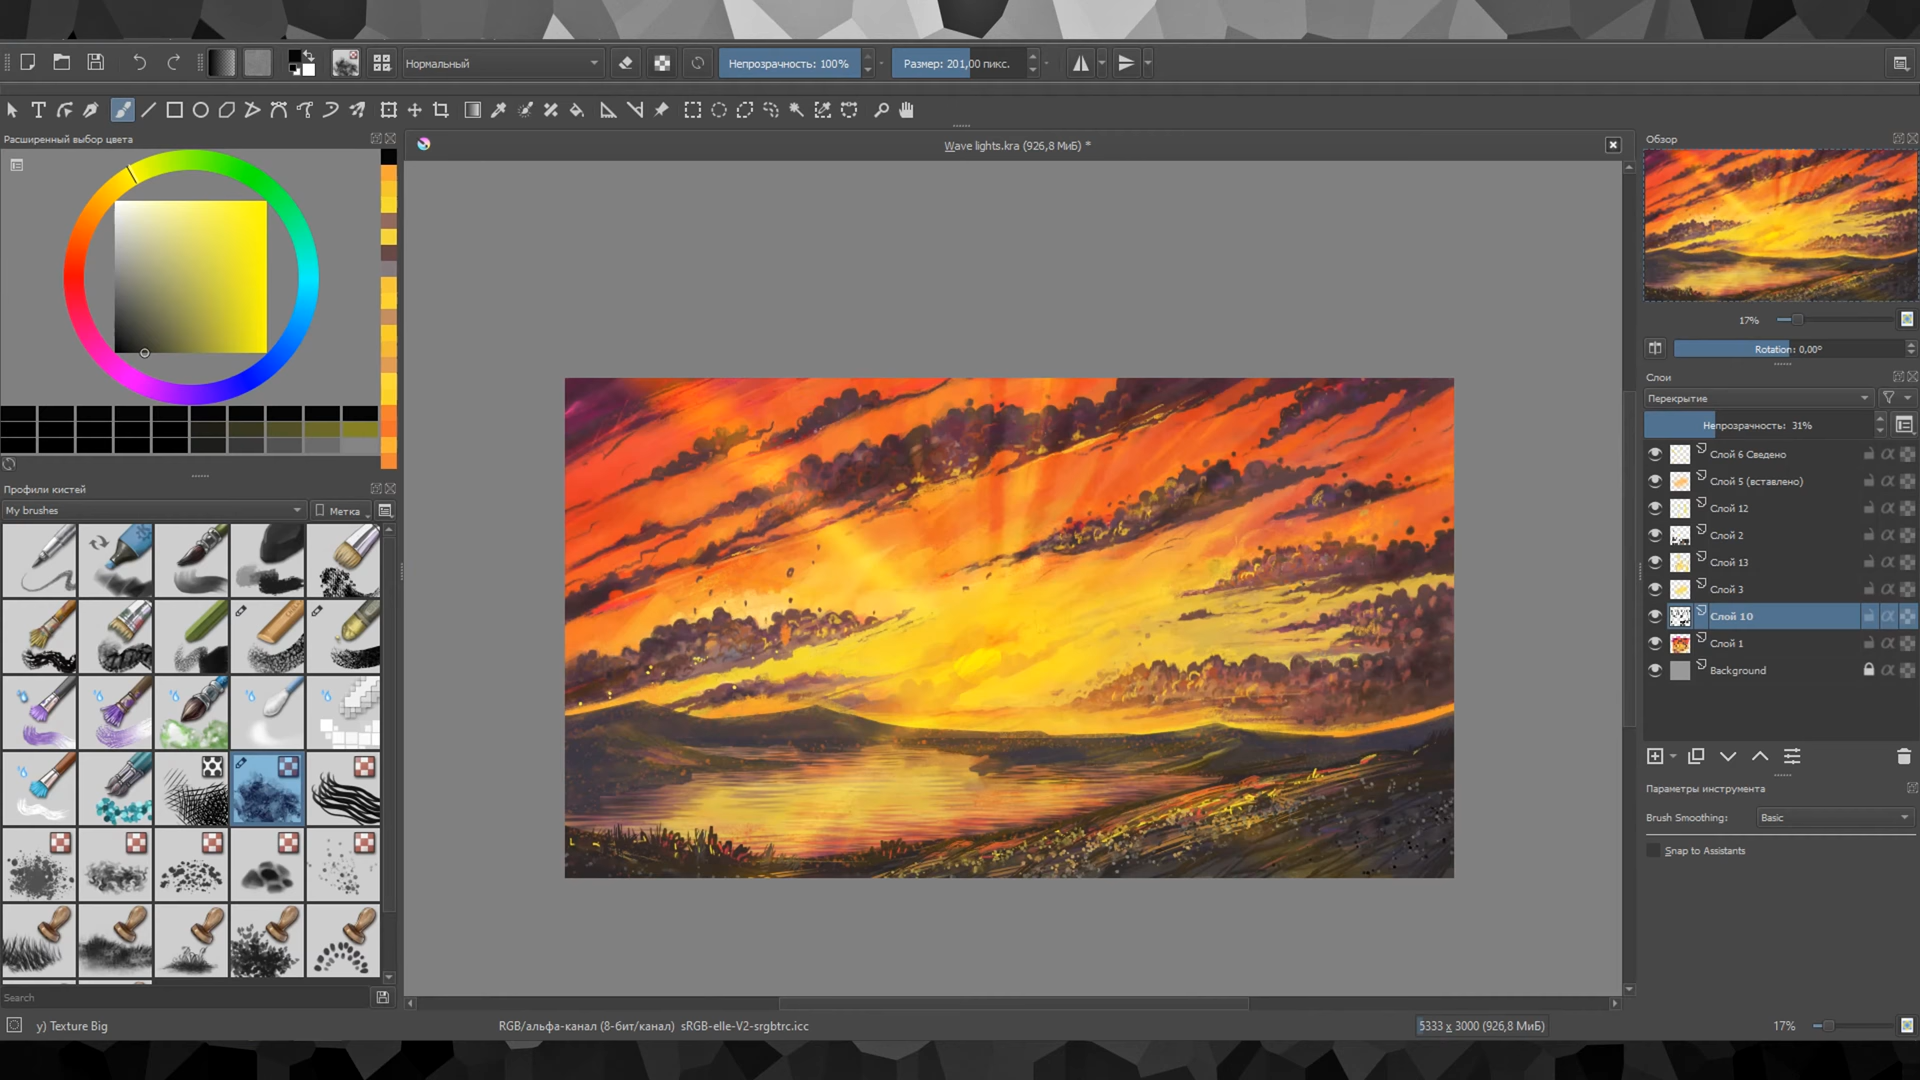 Нормальный
Непрозрачность: 100%
Размер: 201,00 пикс.
Расширенный выбор цвета
Wave lights.kra (926,8 МиБ) *
Обзор
17%
Rotation: 0,00°
Слои
Перекрытие
Непрозрачность: 31%
Слой 6 Сведено
Слой 5 (вставлено)
Слой 12
Слой 2
Слой 13
Слой 3
Слой 10
Слой 1
Background
Профили кистей
My brushes
Метка
Параметры инструмента
Brush Smoothing:
Basic
Snap to Assistants
Search
y) Texture Big
RGB/альфа-канал (8-бит/канал) sRGB-elle-V2-srgbtrc.icc
5333 x 3000 (926,8 МиБ)
17%